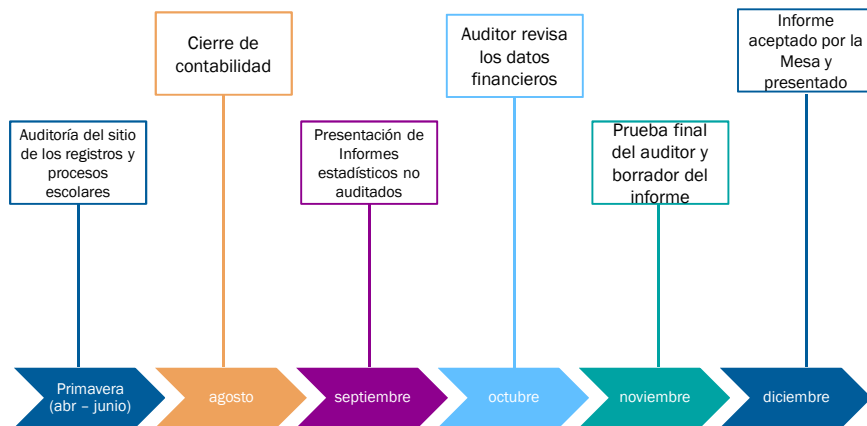 Auditoría del sitio
de los registros y
procesos
escolares
Cierre de
contabilidad
Presentación de
Informes
estadísticos no
auditados
Auditor revisa
los datos
financieros
Prueba final
del auditor y
borrador del
informe
Informe
aceptado por la
Mesa y
presentado
Primavera
(abr – junio)
agosto
septiembre
octubre
noviembre
diciembre